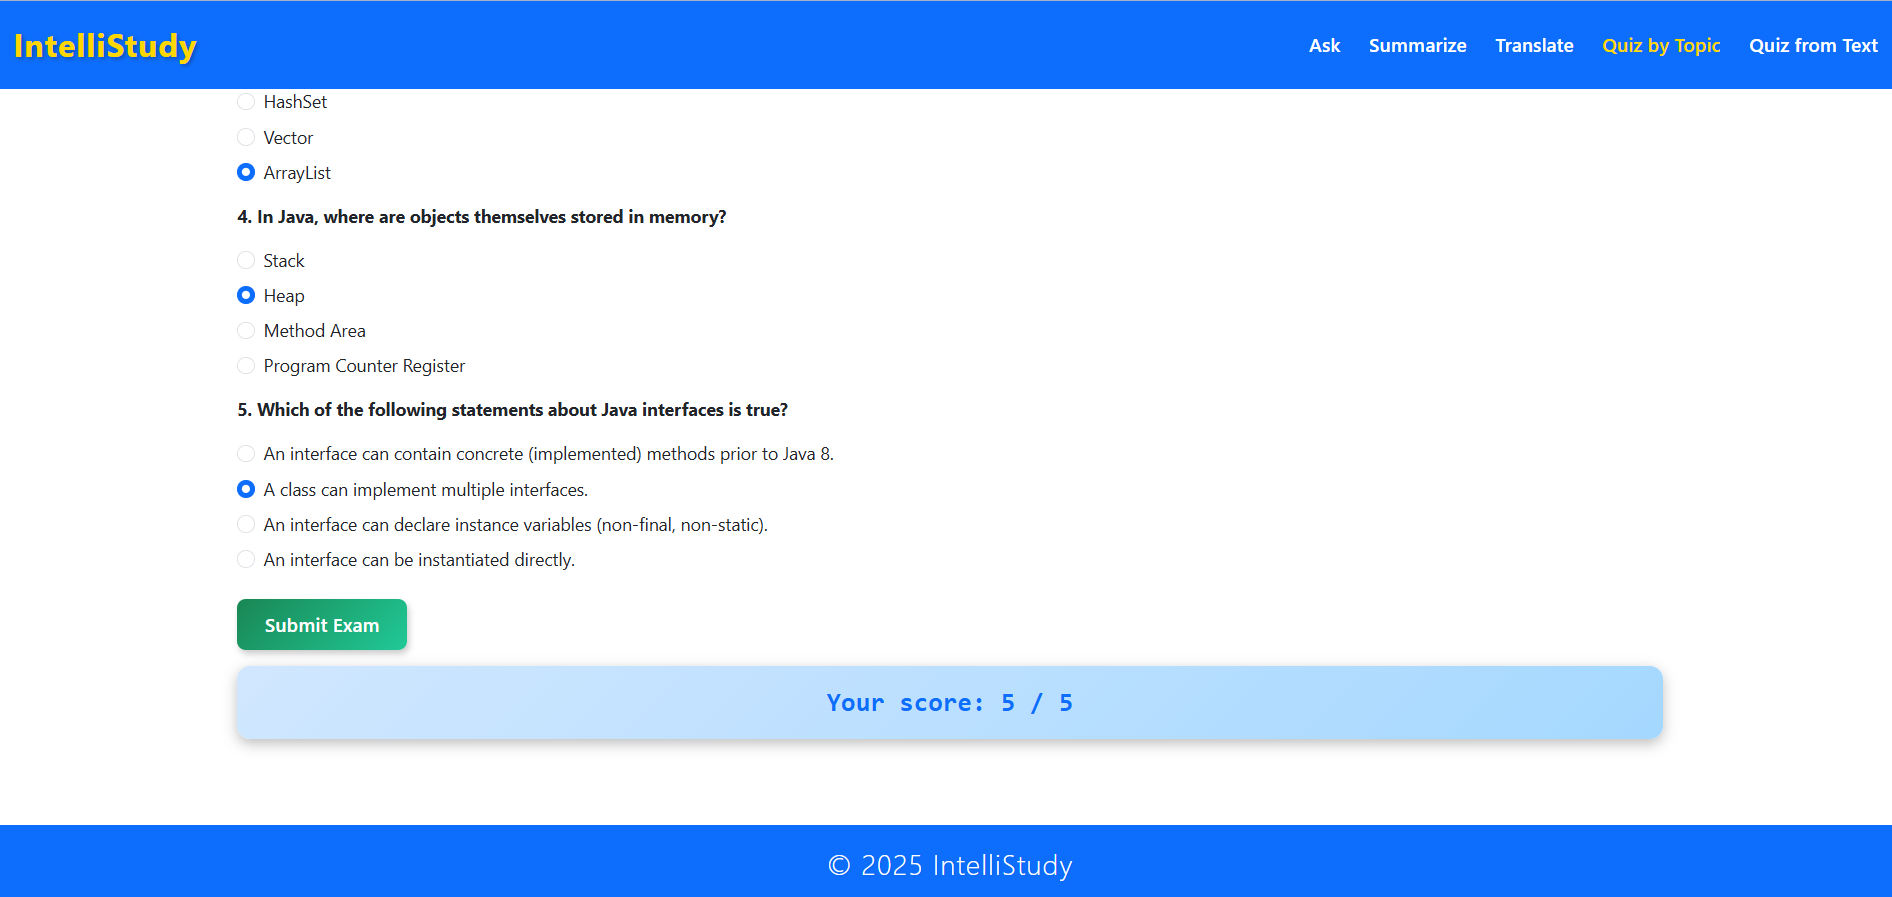 IntelliStudy
Ask Summarize Translate Quiz by Topic Quiz from Text
HashSet
Vector
ArrayList
4. In Java, where are objects themselves stored in memory?
Stack
Heap
Method Area
Program Counter Register
5. Which of the following statements about Java interfaces is true?
An interface can contain concrete (implemented) methods prior to Java 8.
A class can implement multiple interfaces.
An interface can declare instance variables (non-final, non-static).
An interface can be instantiated directly.
Submit Exam
Your score: 5 / 5
© 2025 IntelliStudy